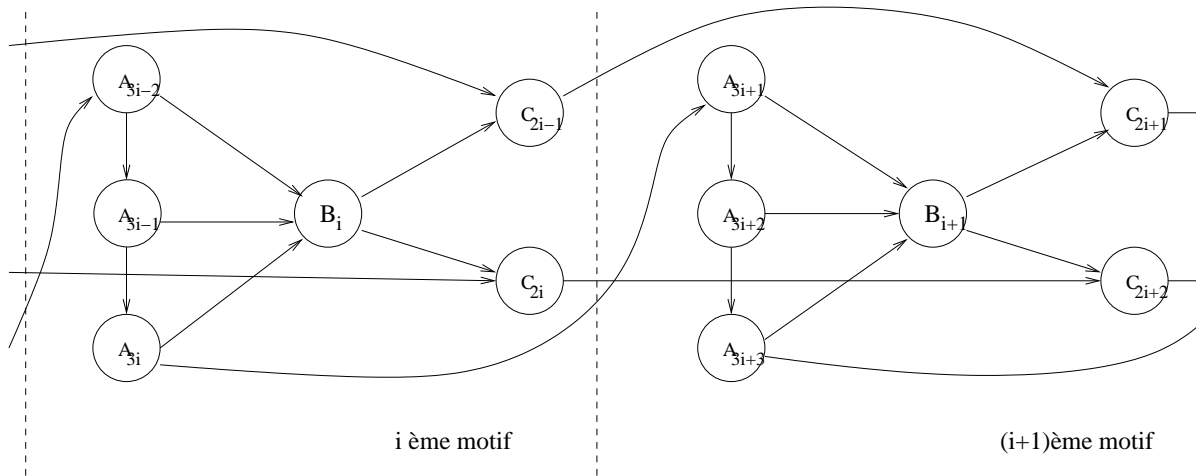 A3i−2
C2i−1
A3i−1
Bi
C2i
A3i
i ème motif
A3i+1
C2i+1
A3i+2
Bi+1
C2i+2
A3i+3
(i+1)ème motif